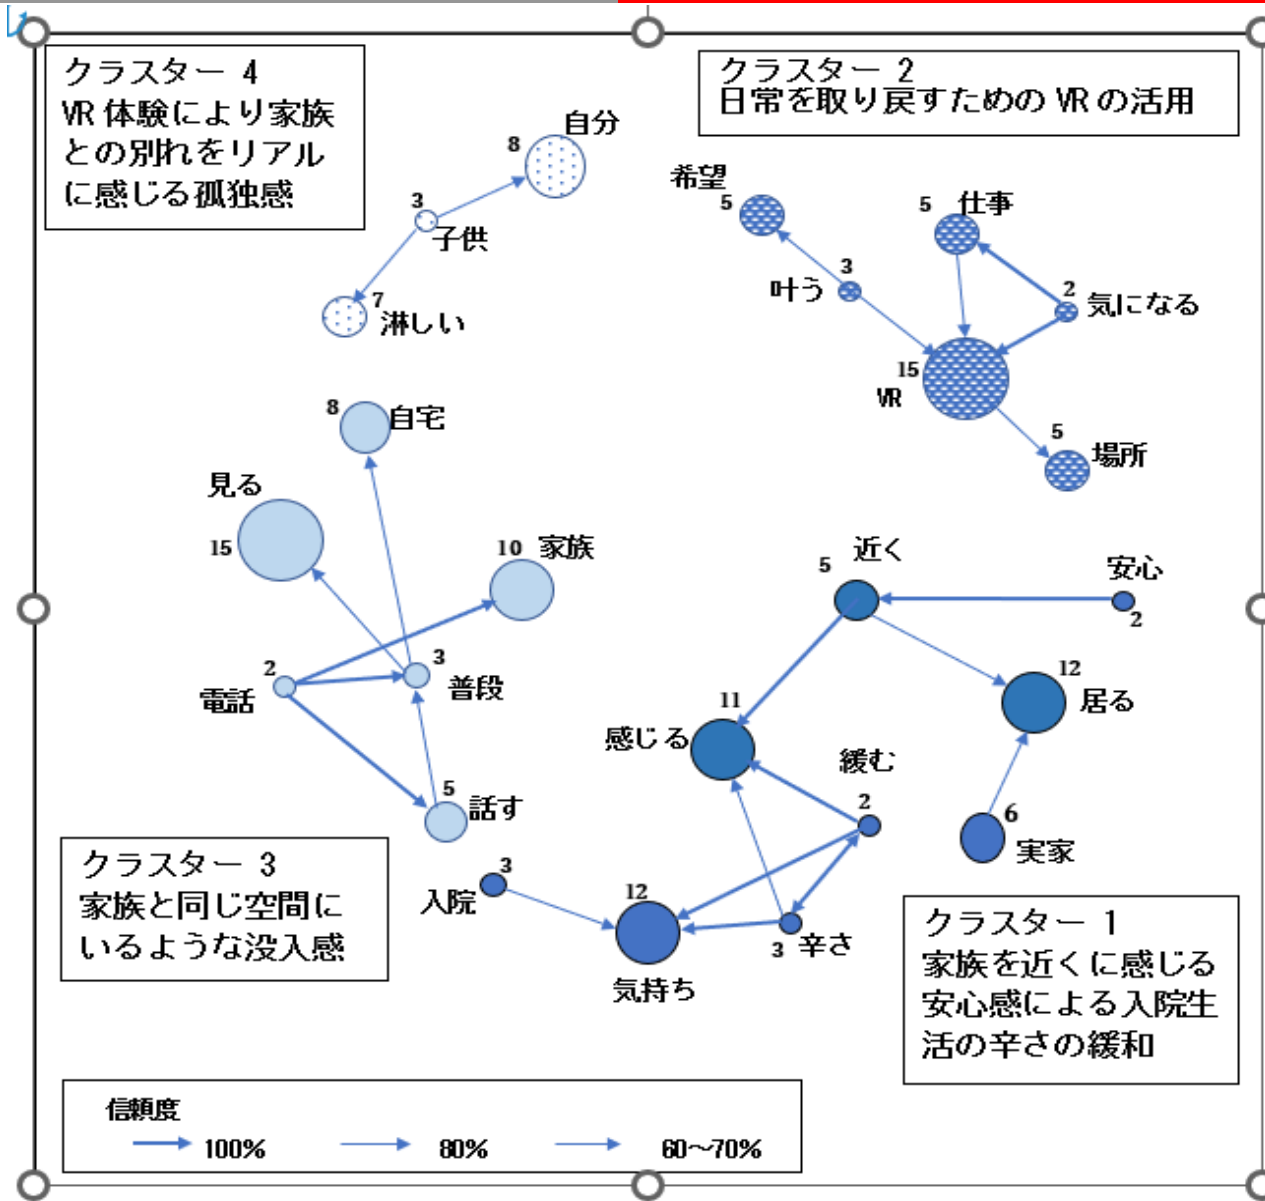 クラスター 4
VR 体験により家族
との別れをリアル
に感じる孤独感
クラスター 2
日常を取り戻すための VR の活用
8 自分
3
子供
7
淋しい
希望
5
5 仕事
3
叶う
2
気になる
15
VR
5
場所
8 自宅
見る
15
10 家族
2
電話
3
普段
5
話す
近く
5
安心
2
12
居る
11
感じる
緩む
2
6
実家
3
入院
12
気持ち
3 辛さ
クラスター 3
家族と同じ空間に
いるような没入感
クラスター 1
家族を近くに感じる
安心感による入院生
活の辛さの緩和
信頼度
100% 80% 60～70%